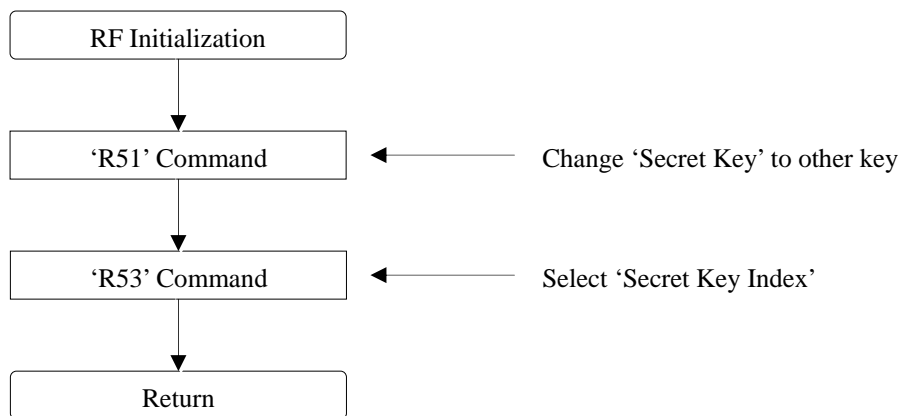 RF Initialization
‘R51’ Command
Change ‘Secret Key’ to other key
‘R53’ Command
Select ‘Secret Key Index’
Return